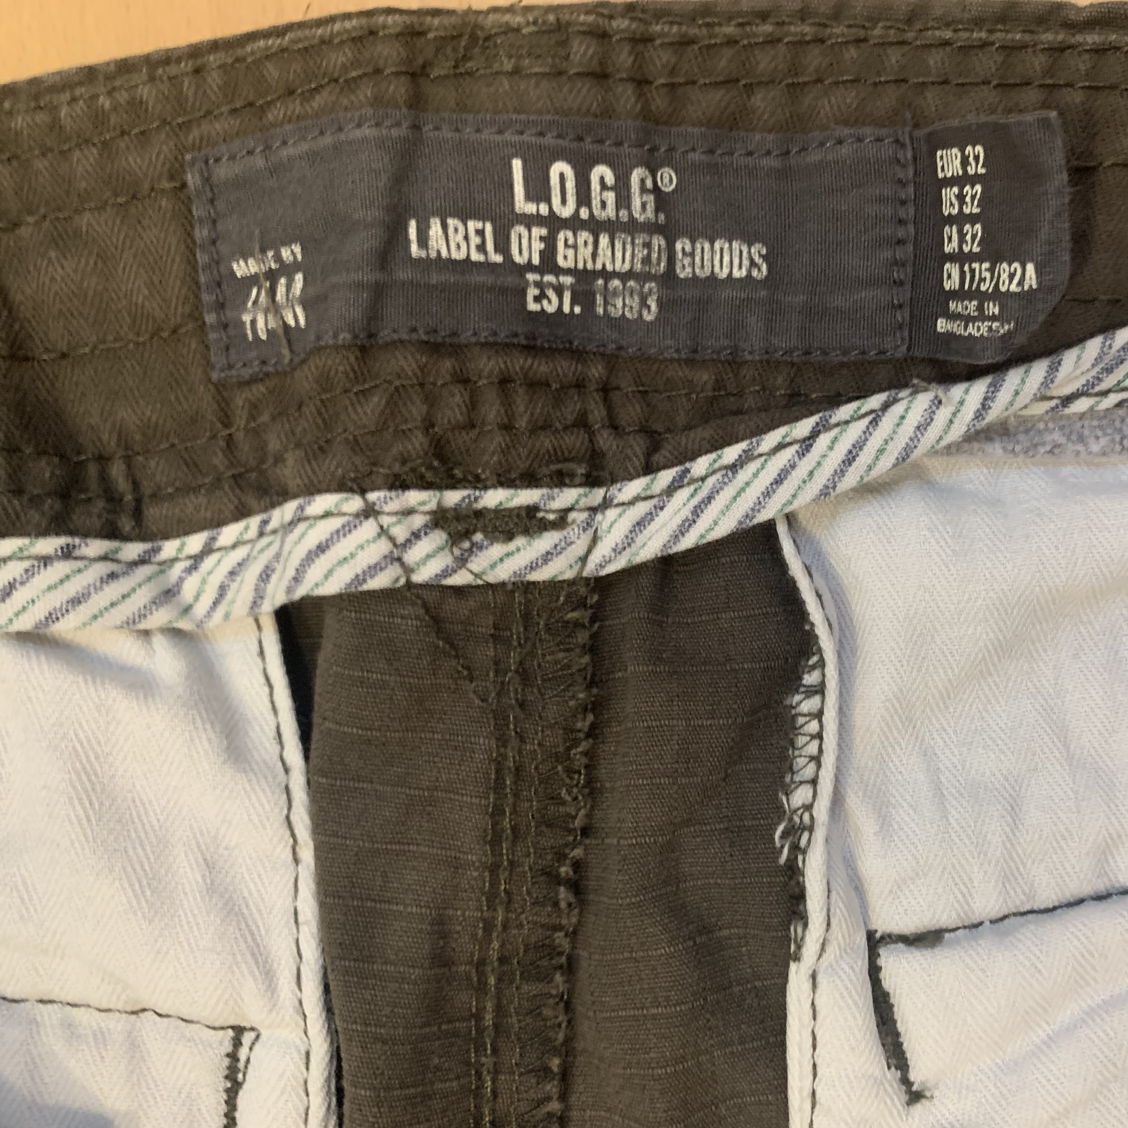 L.O.G.G.®
LABEL OF GRADED GOODS
EST. 1993
MADE BY
H&M
EUR 32
US 32
CA 32
CN 175/82A
MADE IN
BANGLADESH